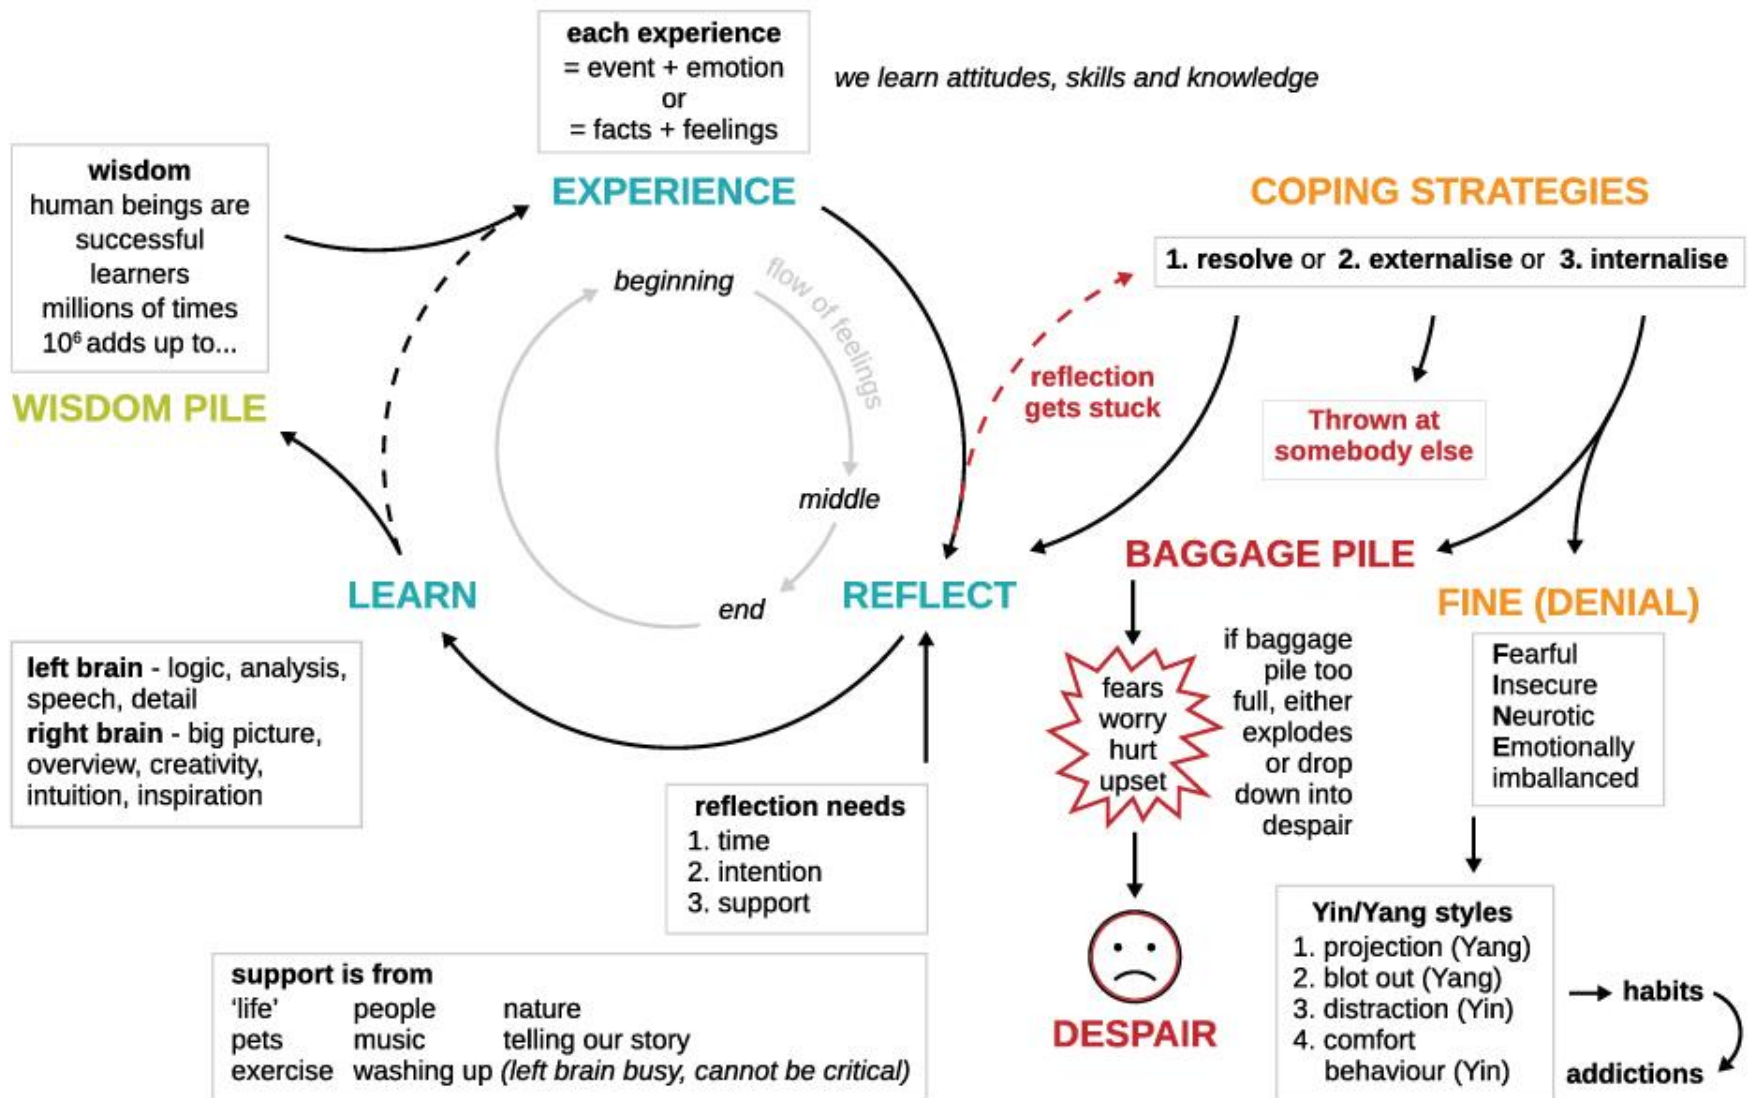 each experience
= event + emotion
or
= facts + feelings
we learn attitudes, skills and knowledge
wisdom
human beings are
successful
learners
millions of times
10⁶ adds up to...
WISDOM PILE
EXPERIENCE
beginning
flow of feelings
middle
end
LEARN
REFLECT
left brain - logic, analysis,
speech, detail
right brain - big picture,
overview, creativity,
intuition, inspiration
reflection needs
1. time
2. intention
3. support
support is from
‘life’ people nature
pets music telling our story
exercise washing up (left brain busy, cannot be critical)
COPING STRATEGIES
1. resolve or 2. externalise or 3. internalise
reflection
gets stuck
Thrown at
somebody else
BAGGAGE PILE
fears
worry
hurt
upset
if baggage
pile too
full, either
explodes
or drop
down into
despair
DESPAIR
FINE (DENIAL)
Fearful
Insecure
Neurotic
Emotionally
imballanced
Yin/Yang styles
1. projection (Yang)
2. blot out (Yang)
3. distraction (Yin)
4. comfort
behaviour (Yin)
habits
addictions